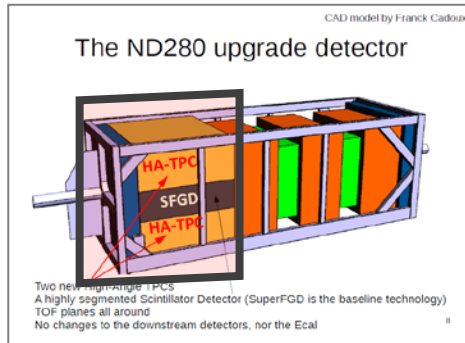 CAD model by Franck Cadoux
The ND280 upgrade detector
HA-TPC
SFGD
HA-TPC
Two new High-Angle TPCs
A highly segmented Scintillator Detector (SuperFGD is the baseline technology)
TOF planes all around
No changes to the downstream detectors, nor the Ecal
8